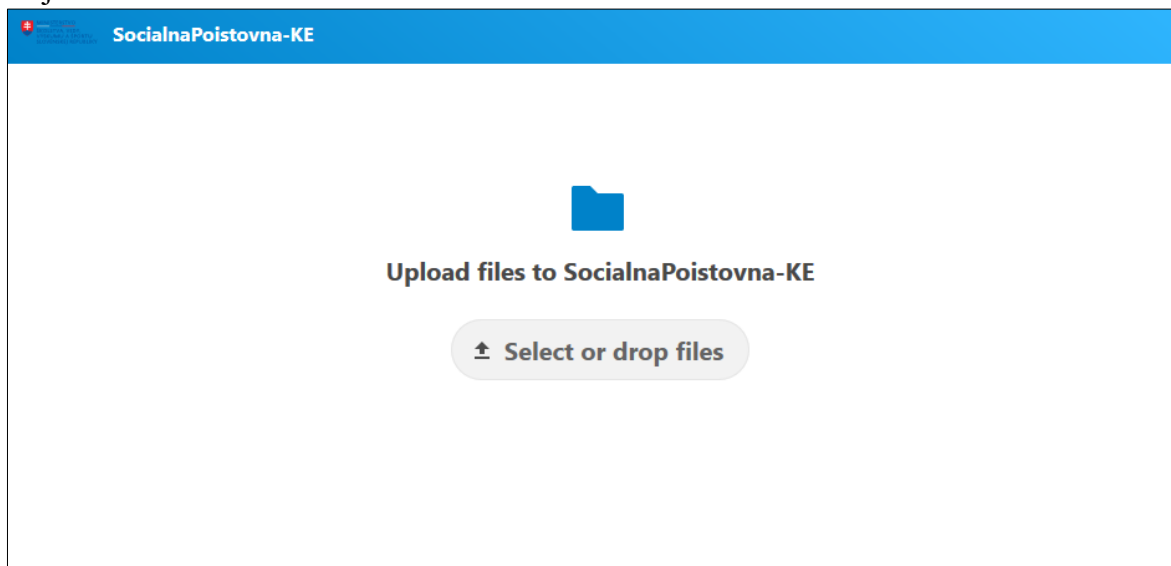 SocialnaPoistovna-KE
Upload files to SocialnaPoistovna-KE
Select or drop files